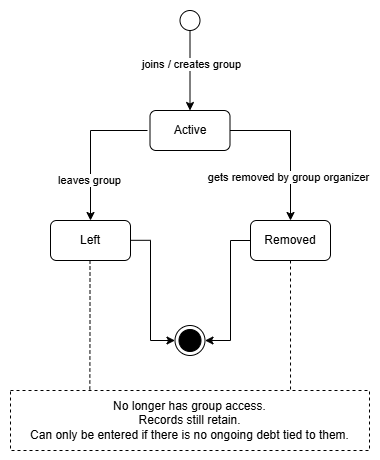 joins / creates group
Active
leaves group
gets removed by group organizer
Left
Removed
No longer has group access.
Records still retain.
Can only be entered if there is no ongoing debt tied to them.